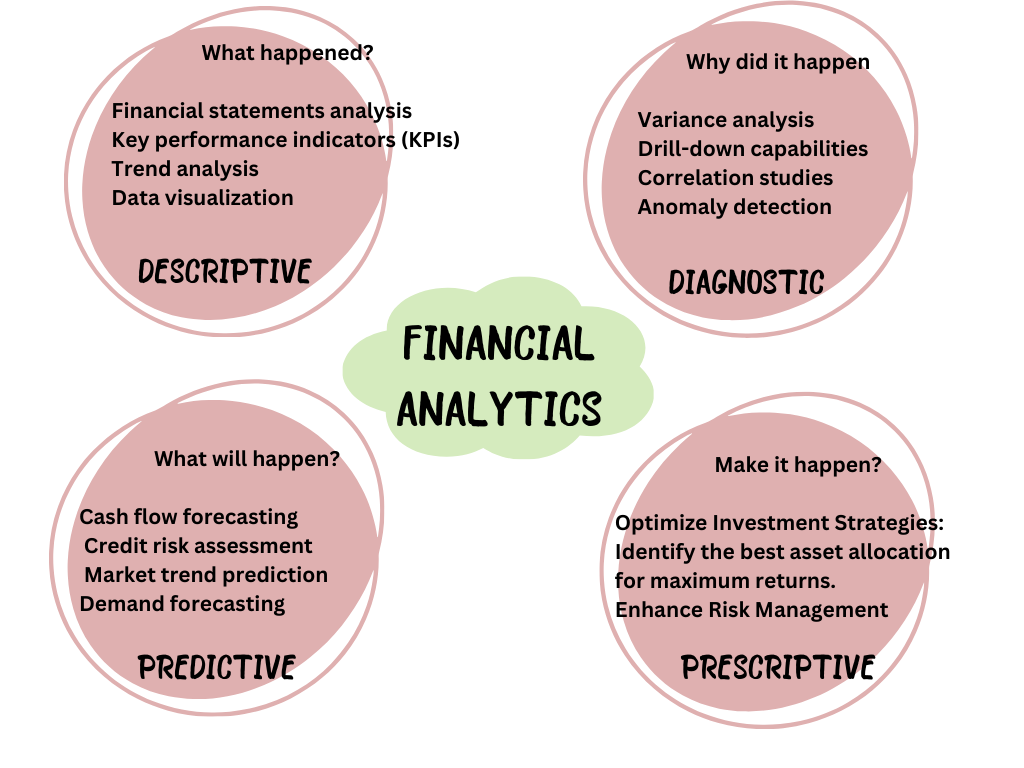 What happened?
Financial statements analysis
Key performance indicators (KPIs)
Trend analysis
Data visualization
DESCRIPTIVE
Why did it happen
Variance analysis
Drill-down capabilities
Correlation studies
Anomaly detection
DIAGNOSTIC
FINANCIAL
ANALYTICS
What will happen?
Cash flow forecasting
Credit risk assessment
Market trend prediction
Demand forecasting
PREDICTIVE
Make it happen?
Optimize Investment Strategies:
Identify the best asset allocation
for maximum returns.
Enhance Risk Management
PRESCRIPTIVE